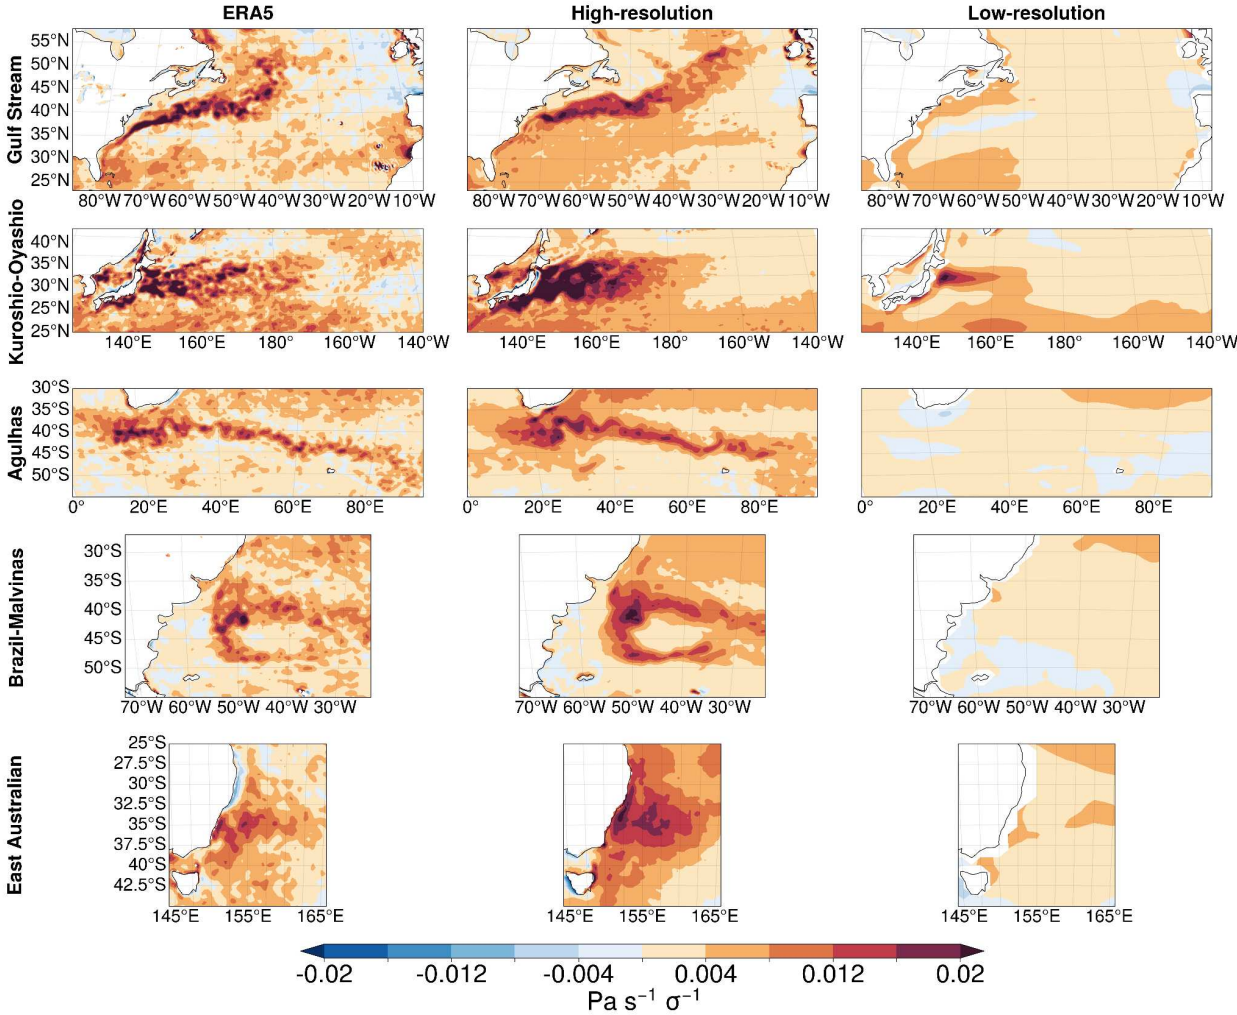 ERA5 High-resolution Low-resolution
Gulf Stream
55°N
50°N
45°N
40°N
35°N
30°N
25°N
80°W 70°W 60°W 50°W 40°W 30°W 20°W 10°W
80°W 70°W 60°W 50°W 40°W 30°W 20°W 10°W
80°W 70°W 60°W 50°W 40°W 30°W 20°W 10°W
Kuroshio-Oyashio
40°N
35°N
30°N
25°N
140°E 160°E 180° 160°W 140°W
140°E 160°E 180° 160°W 140°W
140°E 160°E 180° 160°W 140°W
Agulhas
30°S
35°S
40°S
45°S
50°S
0° 20°E 40°E 60°E 80°E
0° 20°E 40°E 60°E 80°E
0° 20°E 40°E 60°E 80°E
Brazil-Malvinas
30°S
35°S
40°S
45°S
50°S
70°W 60°W 50°W 40°W 30°W
70°W 60°W 50°W 40°W 30°W
70°W 60°W 50°W 40°W 30°W
East Australian
25°S
27.5°S
30°S
32.5°S
35°S
37.5°S
40°S
42.5°S
145°E 155°E 165°E
145°E 155°E 165°E
145°E 155°E 165°E
-0.02 -0.012 -0.004 0.004 0.012 0.02
Pa s⁻¹ σ⁻¹